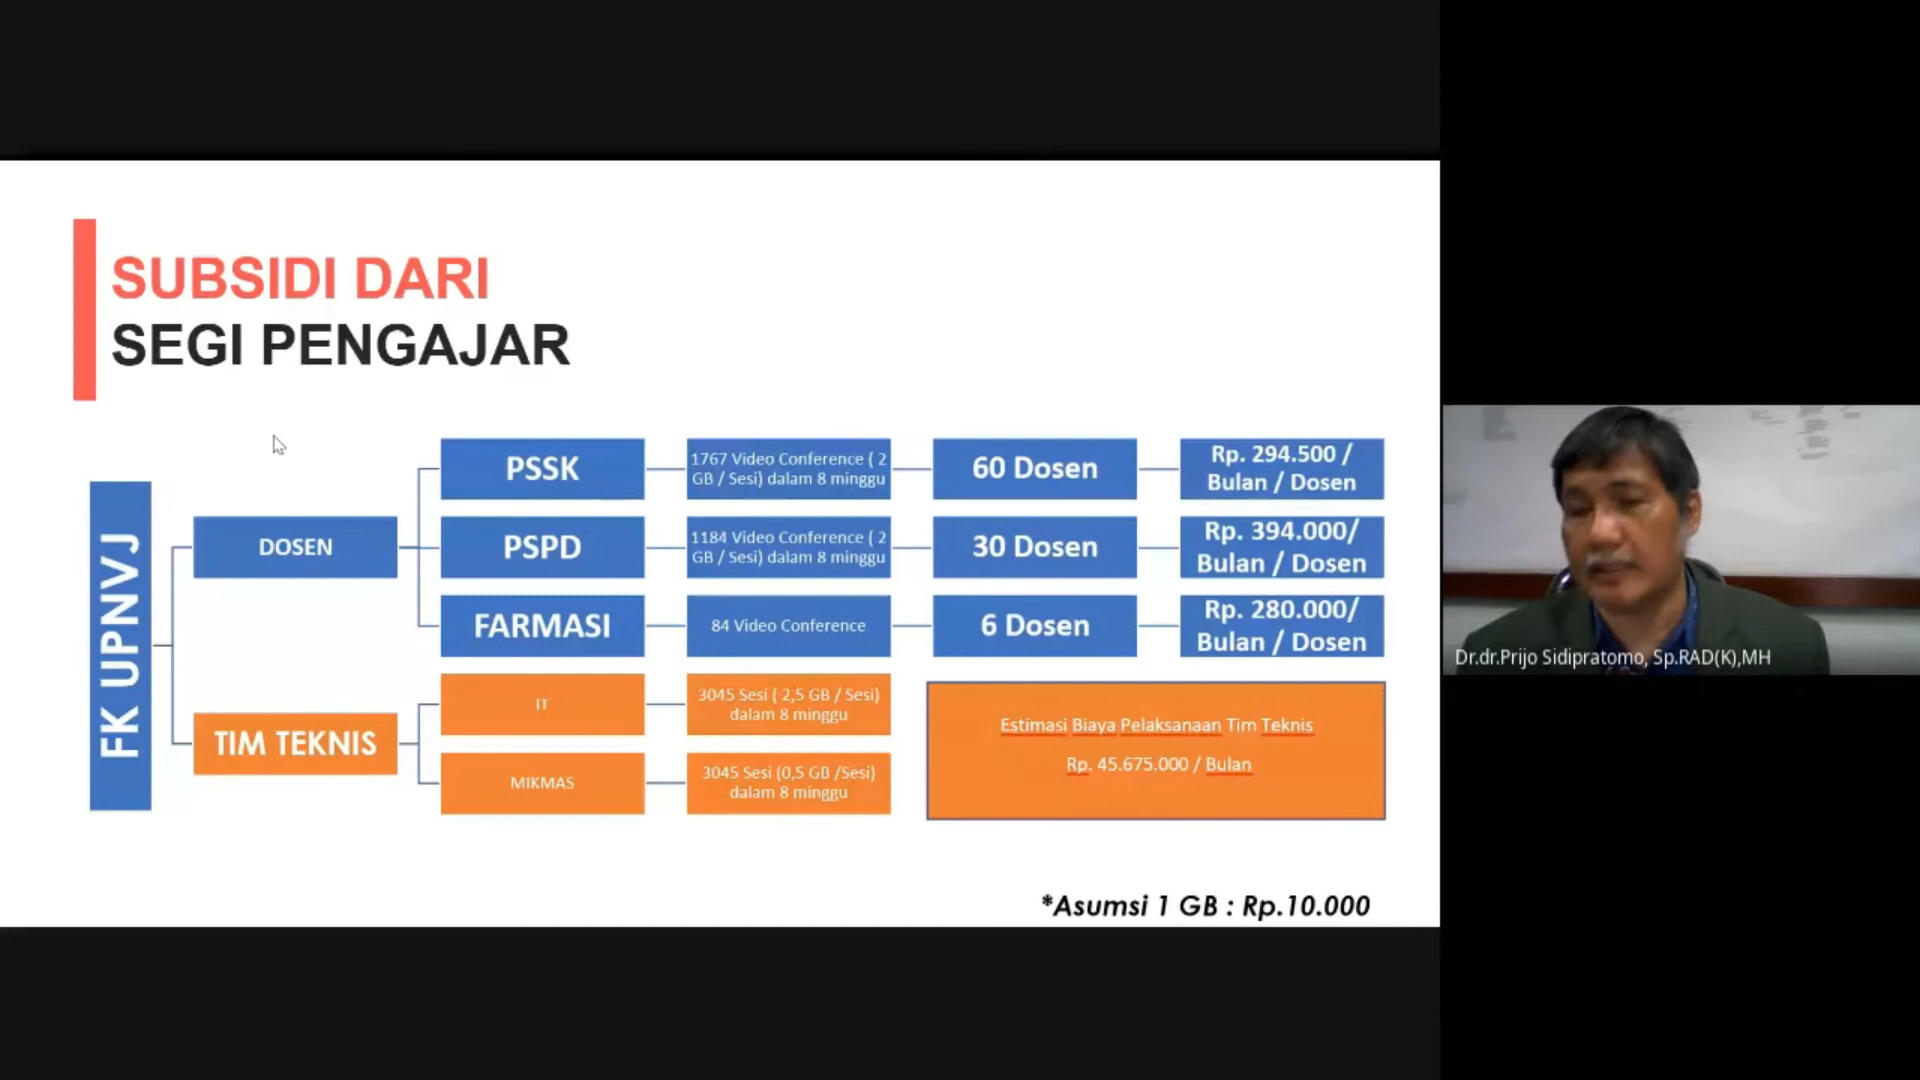 SUBSIDI DARI
SEGI PENGAJAR
FK UPNVJ
DOSEN
PSSK
1767 Video Conference ( 2
GB / Sesi) dalam 8 minggu
60 Dosen
Rp. 294.500 /
Bulan / Dosen
PSPD
1184 Video Conference ( 2
GB / Sesi) dalam 8 minggu
30 Dosen
Rp. 394.000/
Bulan / Dosen
FARMASI
84 Video Conference
6 Dosen
Rp. 280.000/
Bulan / Dosen
TIM TEKNIS
IT
3045 Sesi ( 2,5 GB / Sesi)
dalam 8 minggu
MIKMAS
3045 Sesi (0,5 GB /Sesi)
dalam 8 minggu
Estimasi Biaya Pelaksanaan Tim Teknis
Rp. 45.675.000 / Bulan
*Asumsi 1 GB : Rp.10.000
Dr.dr.Prijo Sidipratomo, Sp.RAD(K),MH